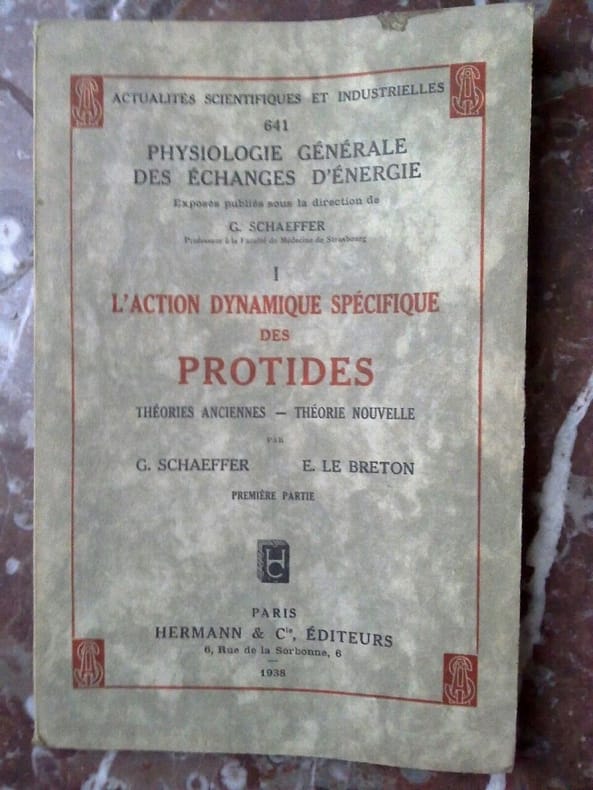 ACTUALITÉS SCIENTIFIQUES ET INDUSTRIELLES
641
PHYSIOLOGIE GÉNÉRALE
DES ÉCHANGES D'ÉNERGIE
Exposés publiés sous la direction de
G. SCHAEFFER
Professeur à la Faculté de Médecine de Strasbourg
I
L'ACTION DYNAMIQUE SPÉCIFIQUE
DES
PROTIDES
THÉORIES ANCIENNES — THÉORIE NOUVELLE
PAR
G. SCHAEFFER E. LE BRETON
PREMIÈRE PARTIE
HC
PARIS
HERMANN & Cie, ÉDITEURS
6, Rue de la Sorbonne, 6
1938